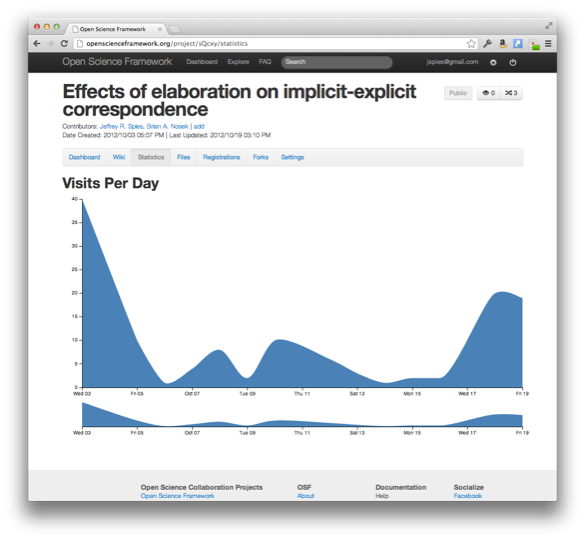 Open Science Framework
openscienceframework.org/project/sQcxy/statistics
Open Science Framework Dashboard Explore FAQ Search jspies@gmail.com
Effects of elaboration on implicit-explicit
correspondence
Public 0 3
Contributors: Jeffrey R. Spies, Brian A. Nosek | add
Date Created: 2012/10/03 05:07 PM | Last Updated: 2012/10/19 03:10 PM
Dashboard Wiki Statistics Files Registrations Forks Settings
Visits Per Day
40
35
30
25
20
15
10
5
0
Wed 03 Fri 05 Oct 07 Tue 09 Thu 11 Sat 13 Mon 15 Wed 17 Fri 19
Wed 03 Fri 05 Oct 07 Tue 09 Thu 11 Sat 13 Mon 15 Wed 17 Fri 19
Open Science Collaboration Projects OSF Documentation Socialize
Open Science Framework About Help Facebook